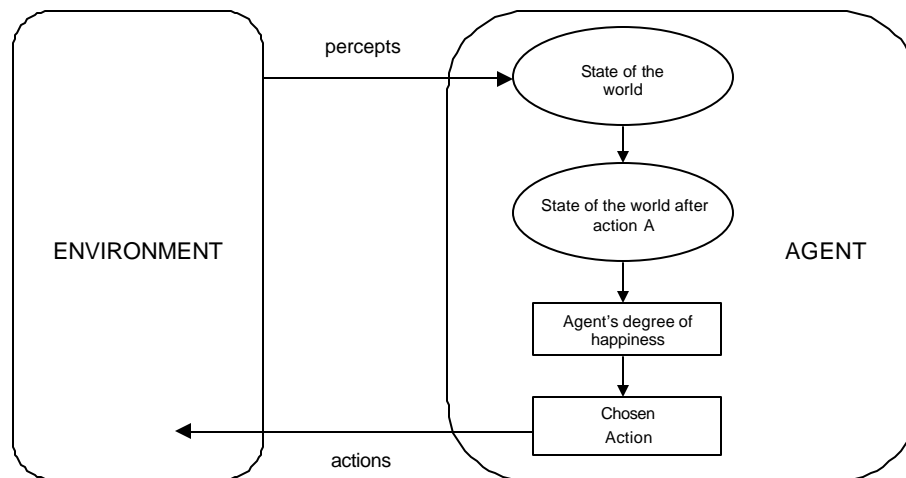 percepts
State of the
world
State of the world after
action A
ENVIRONMENT
AGENT
Agent's degree of
happiness
Chosen
Action
actions